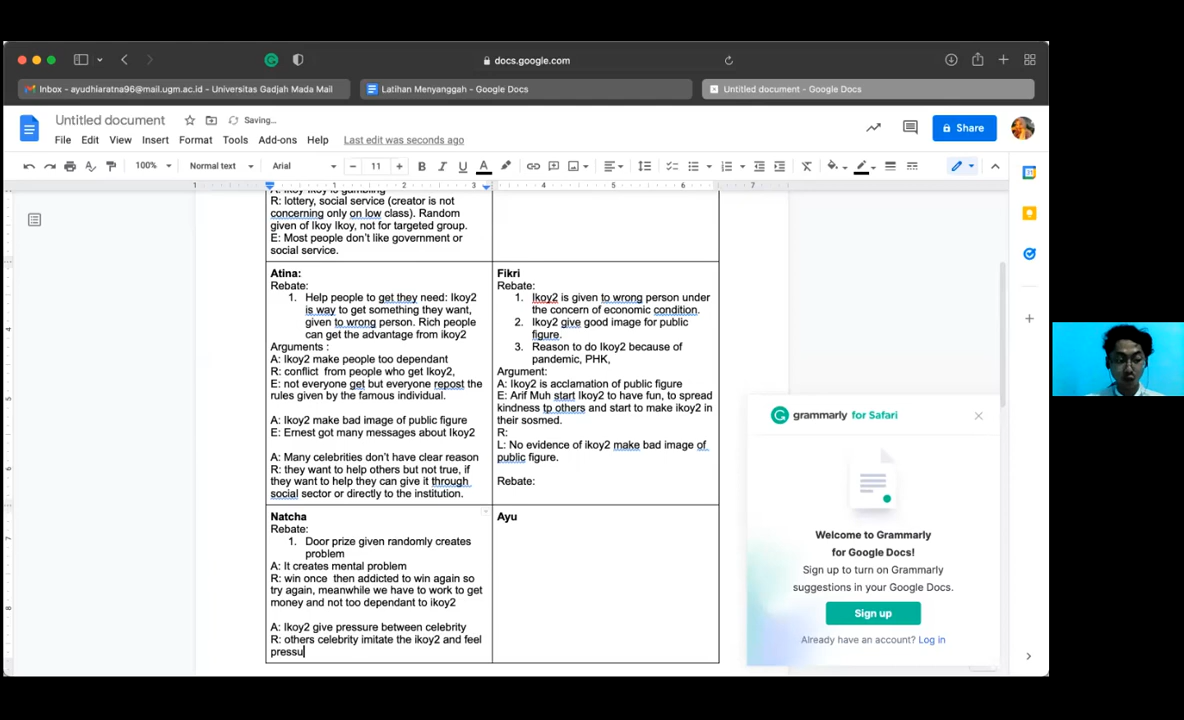 docs.google.com
Inbox - ayudhiaratna96@mail.ugm.ac.id - Universitas Gadjah Mada Mail
Latihan Menyanggah - Google Docs
Untitled document - Google Docs
Untitled document
Saving...
File Edit View Insert Format Tools Add-ons Help Last edit was seconds ago
Share
100% Normal text Arial 11
1 1 2 3 4 5 6 7
R: lottery, social service (creator is not
concerning only on low class). Random
given of Ikoy Ikoy, not for targeted group.
E: Most people don't like government or
social service.
Atina:
Rebate:
1. Help people to get they need: Ikoy2
is way to get something they want,
given to wrong person. Rich people
can get the advantage from ikoy2
Arguments :
A: Ikoy2 make people too dependant
R: conflict from people who get Ikoy2,
E: not everyone get but everyone repost the
rules given by the famous individual.
A: Ikoy2 make bad image of public figure
E: Ernest got many messages about Ikoy2
A: Many celebrities don't have clear reason
R: they want to help others but not true, if
they want to help they can give it through
social sector or directly to the institution.
Fikri
Rebate:
1. Ikoy2 is given to wrong person under
the concern of economic condition.
2. Ikoy2 give good image for public
figure.
3. Reason to do Ikoy2 because of
pandemic, PHK,
Argument:
A: Ikoy2 is acclamation of public figure
E: Arif Muh start Ikoy2 to have fun, to spread
kindness tp others and start to make ikoy2 in
their sosmed.
R:
L: No evidence of ikoy2 make bad image of
public figure.
Rebate:
Natcha
Rebate:
1. Door prize given randomly creates
problem
A: It creates mental problem
R: win once then addicted to win again so
try again, meanwhile we have to work to get
money and not too dependant to ikoy2
A: Ikoy2 give pressure between celebrity
R: others celebrity imitate the ikoy2 and feel
pressu
Ayu
4
5
6
7
8
grammarly for Safari
Welcome to Grammarly
for Google Docs!
Sign up to turn on Grammarly
suggestions in your Google Docs.
Sign up
Already have an account? Log in